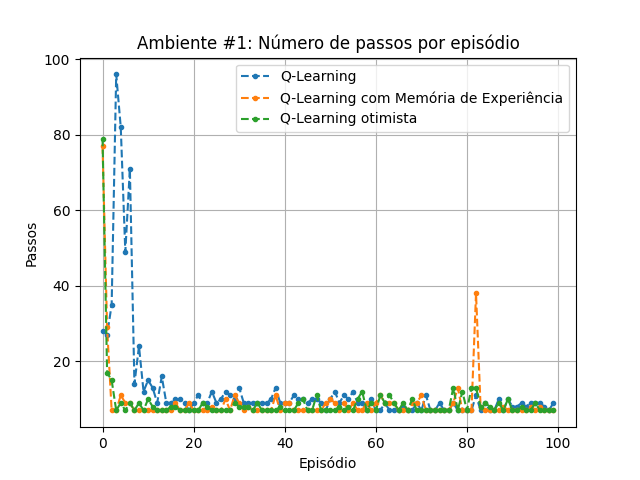 Ambiente #1: Número de passos por episódio
Q-Learning
Q-Learning com Memória de Experiência
Q-Learning otimista
Passos
100
80
60
40
20
0 20 40 60 80 100
Episódio